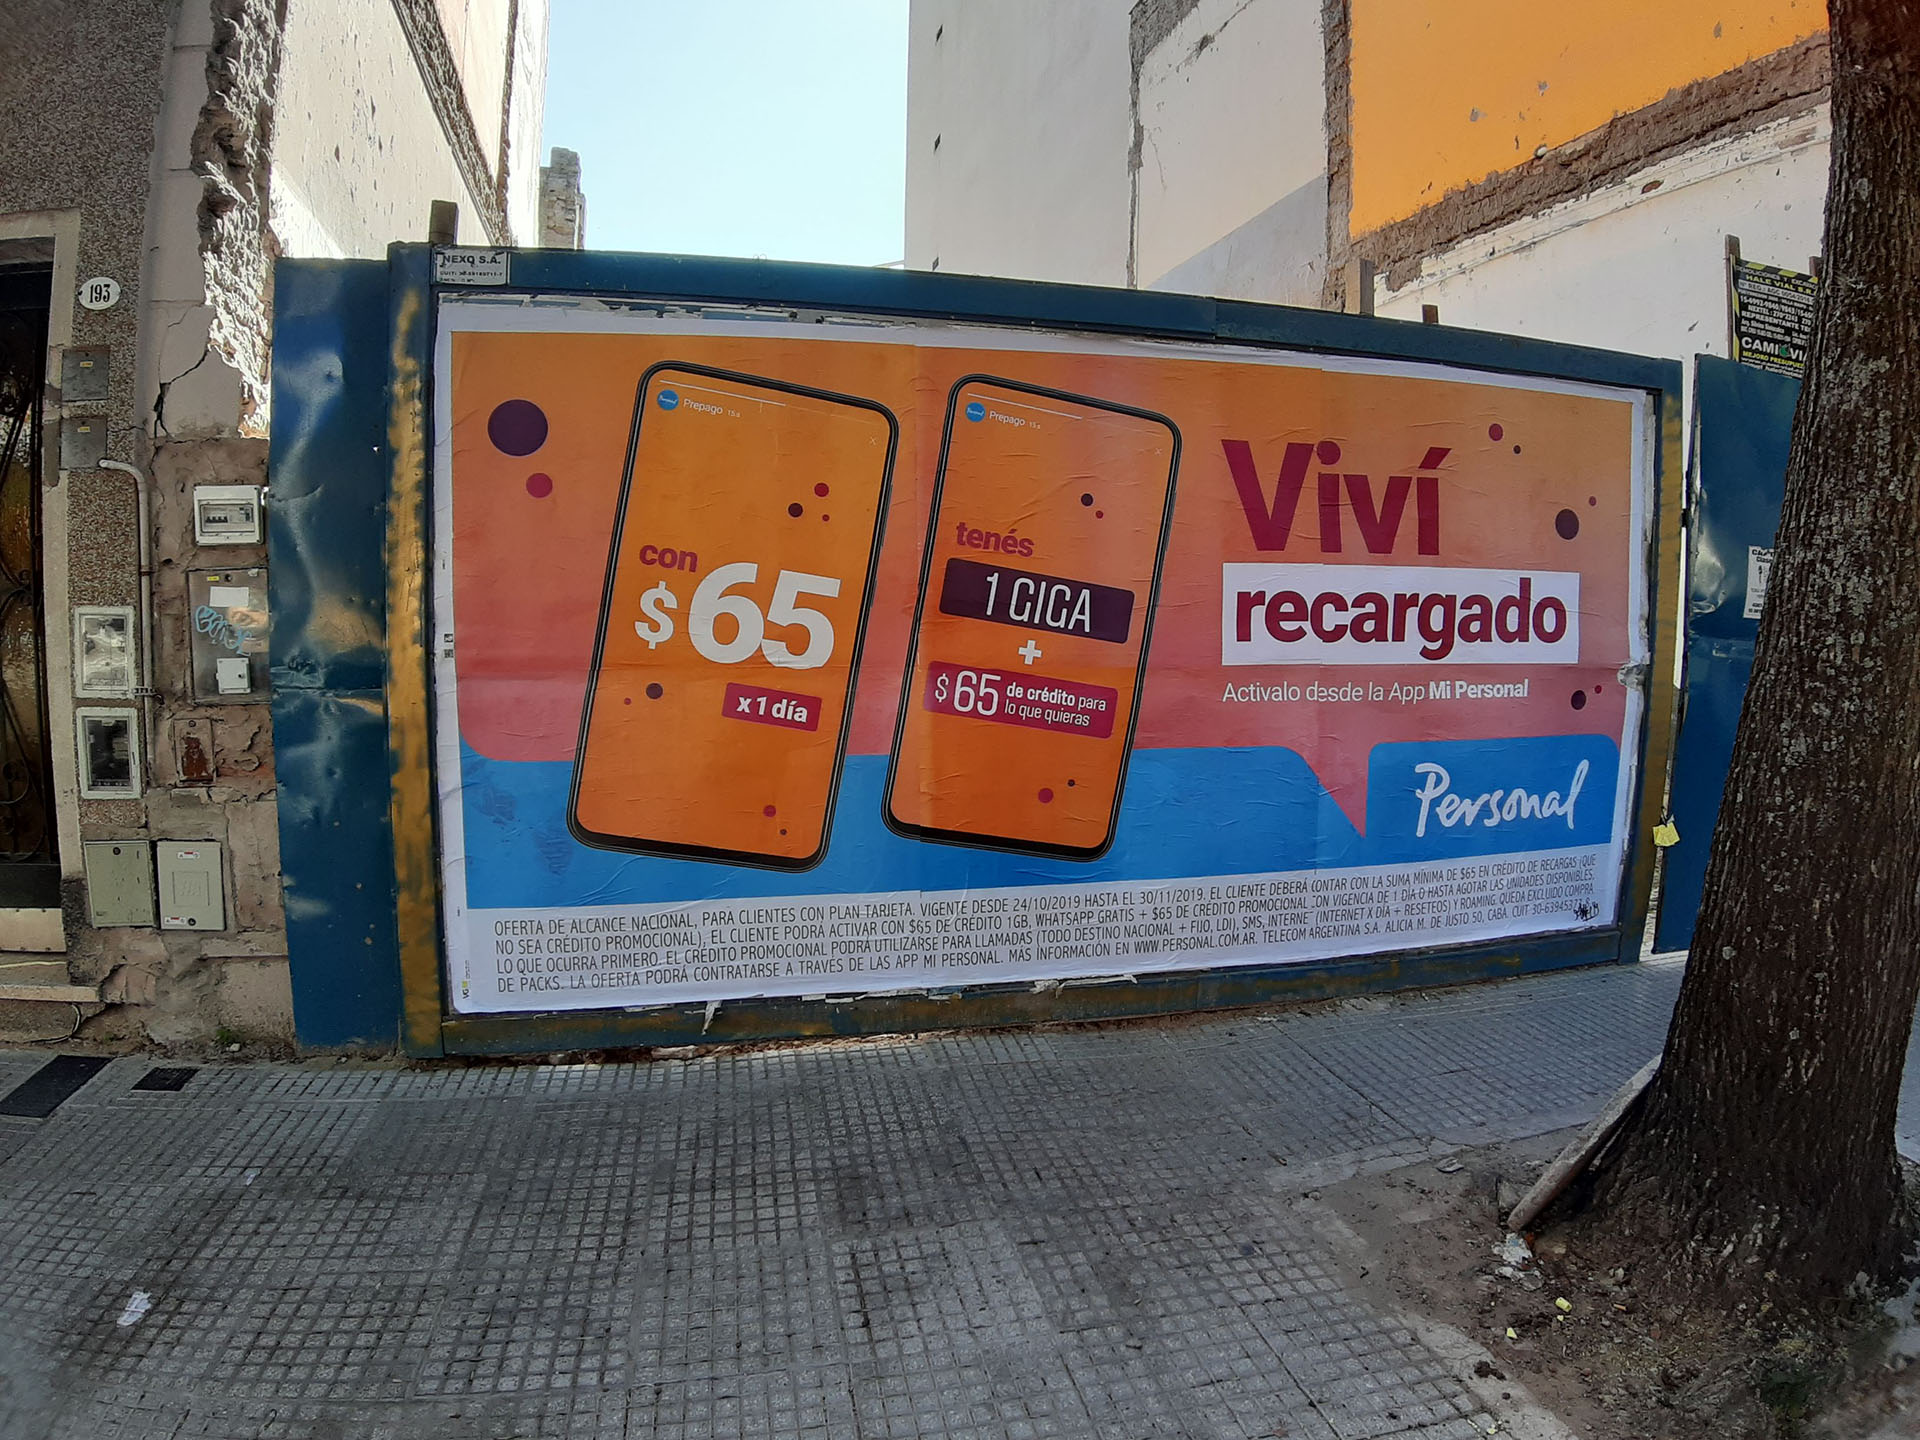 193
NEXO S.A.
Prepago 15 s
con
$65
x 1 día
Prepago 15 s
tenés
1 GIGA
+
$65 de crédito para
lo que quieras
Viví
recargado
Activalo desde la App Mi Personal
Personal
OFERTA DE ALCANCE NACIONAL, PARA CLIENTES CON PLAN TARJETA. VIGENTE DESDE 24/10/2019 HASTA EL 30/11/2019. EL CLIENTE DEBERÁ CONTAR CON LA SUMA MÍNIMA DE $65 EN CRÉDITO DE RECARGAS (QUE
NO SEA CRÉDITO PROMOCIONAL), EL CLIENTE PODRÁ ACTIVAR CON $65 DE CRÉDITO 1GB, WHATSAPP GRATIS + $65 DE CRÉDITO PROMOCIONAL CON VIGENCIA DE 1 DÍA O HASTA AGOTAR LAS UNIDADES DISPONIBLES.
LO QUE OCURRA PRIMERO. EL CRÉDITO PROMOCIONAL PODRÁ UTILIZARSE PARA LLAMADAS (TODO DESTINO NACIONAL + FIJO, LDI), SMS, INTERNET (INTERNET X DÍA + RESETEOS) Y ROAMING. QUEDA EXCLUIDO COMPRA
DE PACKS. LA OFERTA PODRÁ CONTRATARSE A TRAVÉS DE LAS APP MI PERSONAL. MÁS INFORMACIÓN EN WWW.PERSONAL.COM.AR. TELECOM ARGENTINA S.A. ALICIA M. DE JUSTO 50, CABA. CUIT
HALE VIAL S.A.